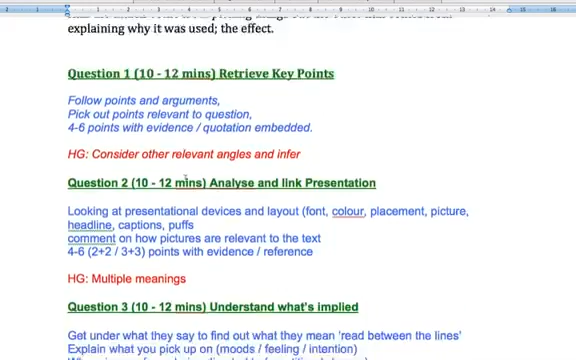 explaining why it was used; the effect.
Question 1 (10 - 12 mins) Retrieve Key Points
Follow points and arguments,
Pick out points relevant to question,
4-6 points with evidence / quotation embedded.
HG: Consider other relevant angles and infer
Question 2 (10 - 12 mins) Analyse and link Presentation
Looking at presentational devices and layout (font, colour, placement, picture,
headline, captions, puffs
comment on how pictures are relevant to the text
4-6 (2+2 / 3+3) points with evidence / reference
HG: Multiple meanings
Question 3 (10 - 12 mins) Understand what's implied
Get under what they say to find out what they mean 'read between the lines'
Explain what you pick up on (moods / feeling / intention)